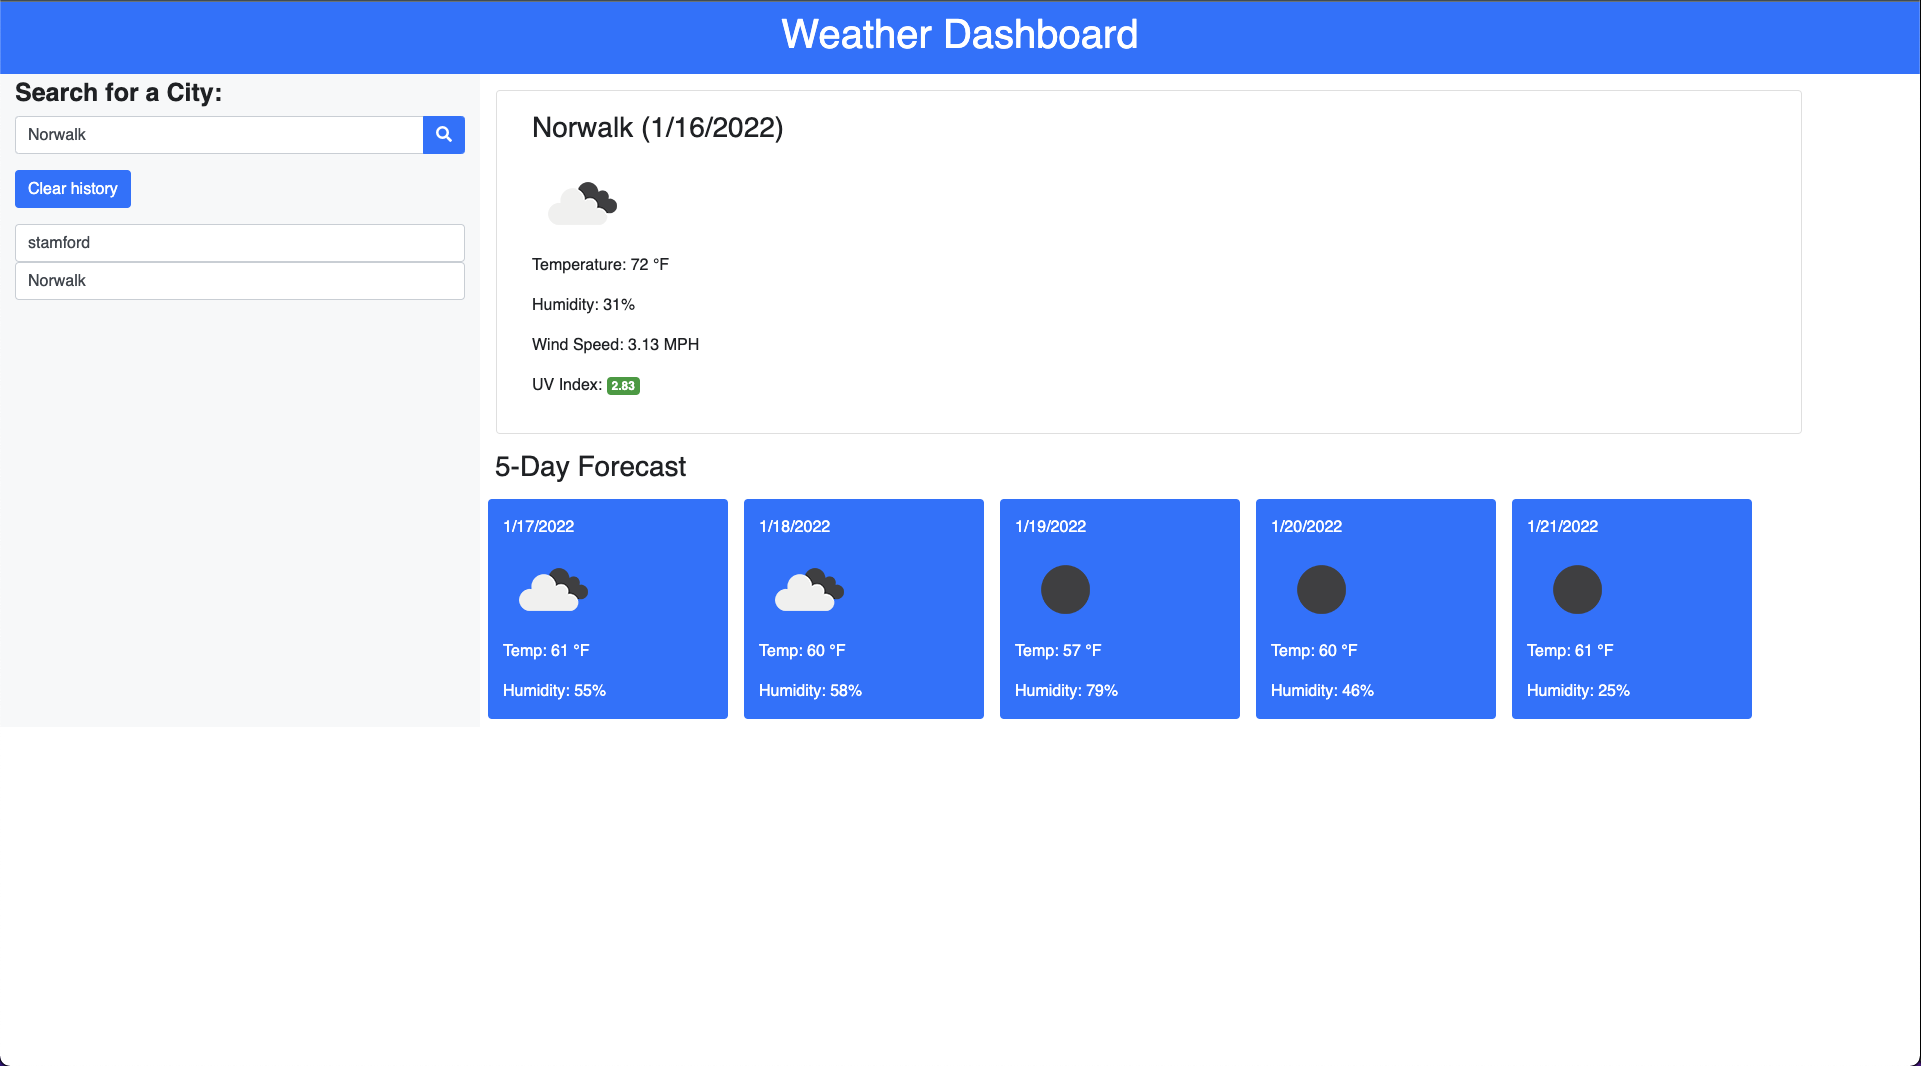 Weather Dashboard
Search for a City:
Norwalk
Clear history
stamford
Norwalk
Norwalk (1/16/2022)
Temperature: 72 °F
Humidity: 31%
Wind Speed: 3.13 MPH
UV Index: 2.83
5-Day Forecast
1/17/2022
Temp: 61 °F
Humidity: 55%
1/18/2022
Temp: 60 °F
Humidity: 58%
1/19/2022
Temp: 57 °F
Humidity: 79%
1/20/2022
Temp: 60 °F
Humidity: 46%
1/21/2022
Temp: 61 °F
Humidity: 25%